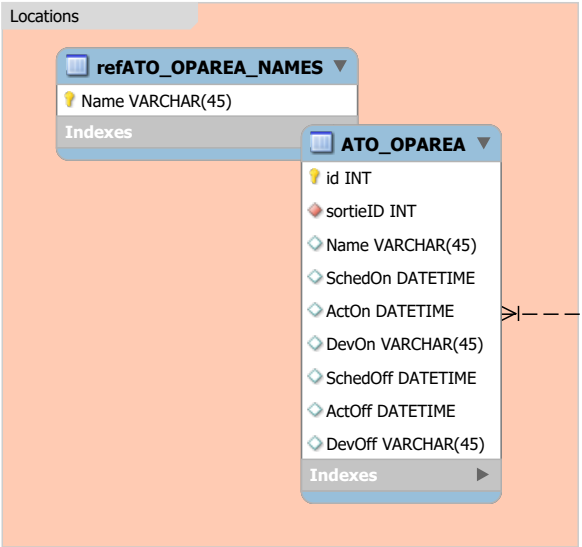 Locations
refATO_OPAREA_NAMES
Name VARCHAR(45)
Indexes
ATO_OPAREA
id INT
sortieID INT
Name VARCHAR(45)
SchedOn DATETIME
ActOn DATETIME
DevOn VARCHAR(45)
SchedOff DATETIME
ActOff DATETIME
DevOff VARCHAR(45)
Indexes